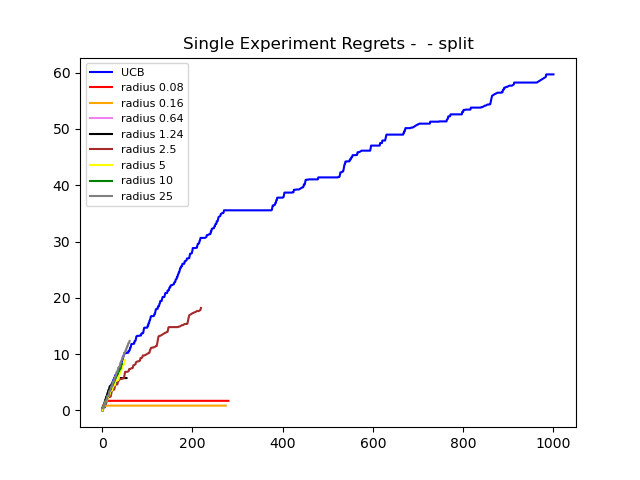 Single Experiment Regrets -  - split
60
50
40
30
20
10
0
UCB
radius 0.08
radius 0.16
radius 0.64
radius 1.24
radius 2.5
radius 5
radius 10
radius 25
0 200 400 600 800 1000